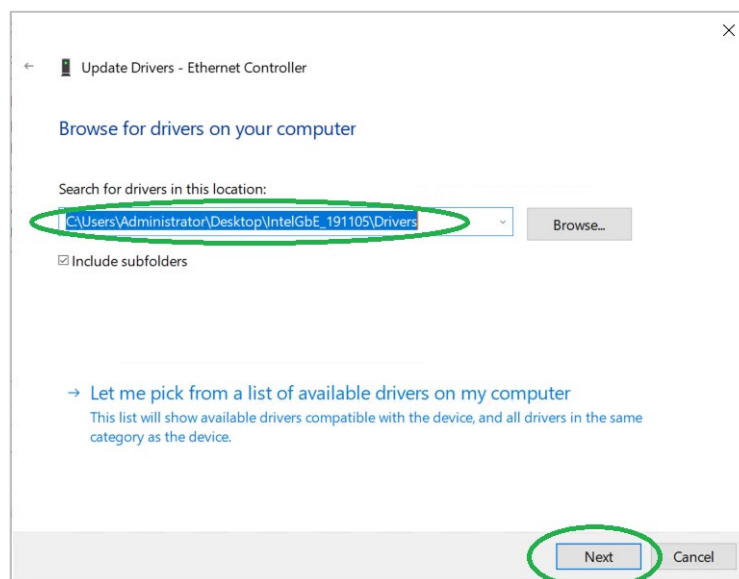 Update Drivers - Ethernet Controller
Browse for drivers on your computer
Search for drivers in this location:
C:\Users\Administrator\Desktop\IntelGbE_191105\Drivers
Browse...
Include subfolders
Let me pick from a list of available drivers on my computer
This list will show available drivers compatible with the device, and all drivers in the same
category as the device.
Next
Cancel